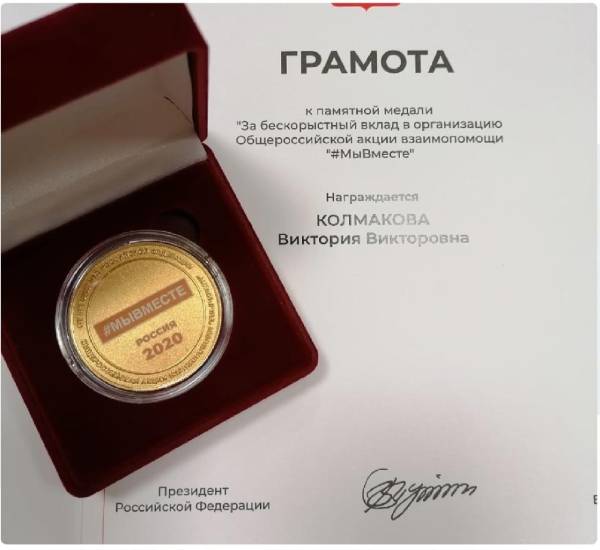 ГРАМОТА
к памятной медали
"За бескорыстный вклад в организацию
Общероссийской акции взаимопомощи
"#МыВместе"
Награждается
КОЛМАКОВА
Виктория Викторовна
#МЫВМЕСТЕ
РОССИЯ
2020
Президент
Российской Федерации